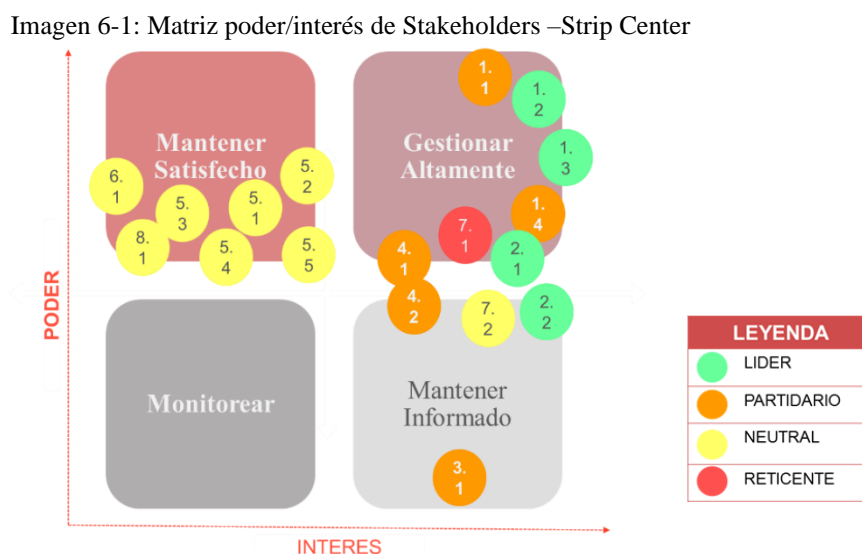 Imagen 6-1: Matriz poder/interés de Stakeholders –Strip Center
PODER
Mantener
Satisfecho
6.
1
5.
3
5.
1
5.
2
8.
1
5.
4
5.
5
Gestionar
Altamente
1.
1
1.
2
1.
3
1.
4
7.
1
4.
1
2.
1
Monitorear
4.
2
7.
2
2.
2
Mantener
Informado
3.
1
INTERES
LEYENDA
LIDER
PARTIDARIO
NEUTRAL
RETICENTE